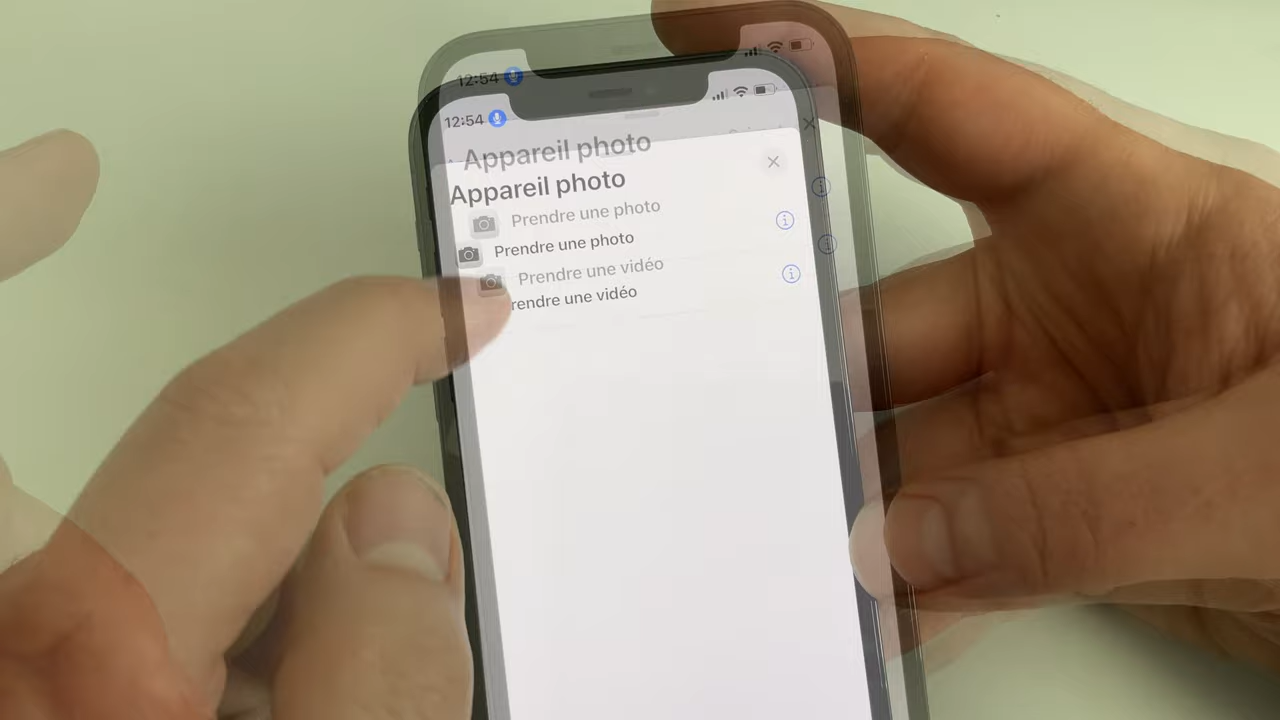 12:54
12:54
Appareil photo
Appareil photo
Prendre une photo
Prendre une photo
Prendre une vidéo
rendre une vidéo